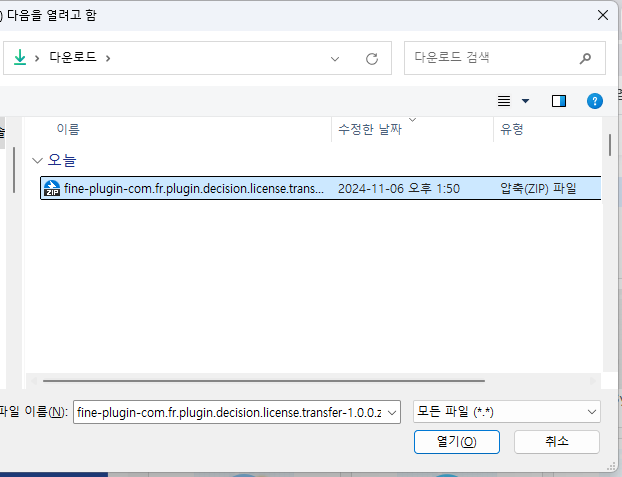 ) 다음을 열려고 함
다운로드
다운로드 검색
이름
수정한 날짜
유형
오늘
fine-plugin-com.fr.plugin.decision.license.trans...
2024-11-06 오후 1:50
압축(ZIP) 파일
파일 이름(N):
fine-plugin-com.fr.plugin.decision.license.transfer-1.0.0.z
모든 파일 (*.*)
열기(O)
취소